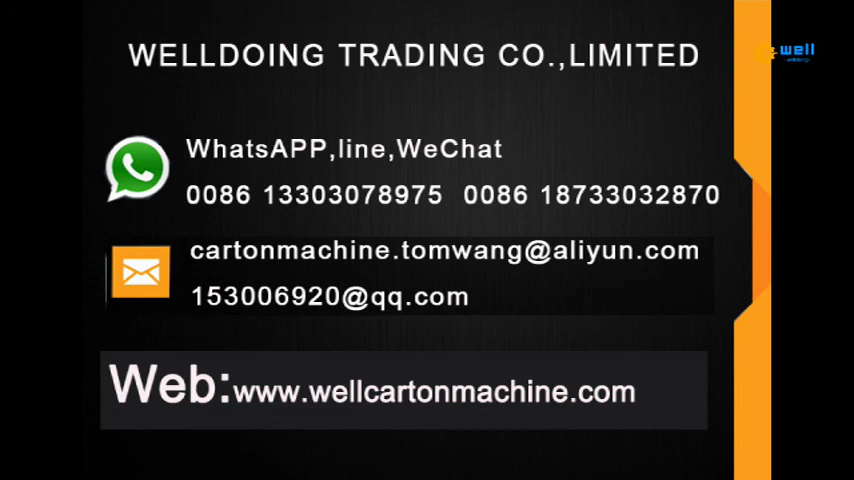 WELLDOING TRADING CO.,LIMITED
well
WhatsAPP,line,WeChat
0086 13303078975 0086 18733032870
cartonmachine.tomwang@aliyun.com
153006920@qq.com
Web:www.wellcartonmachine.com